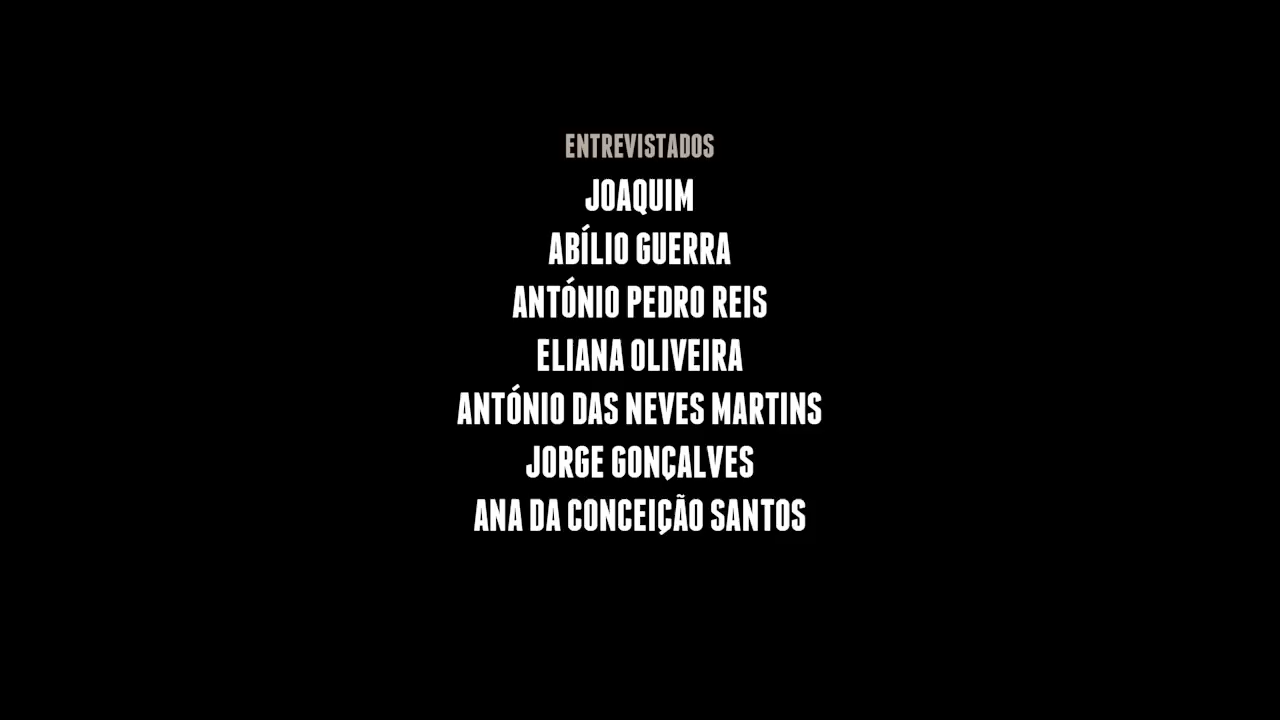 ENTREVISTADOS
JOAQUIM
ABÍLIO GUERRA
ANTÓNIO PEDRO REIS
ELIANA OLIVEIRA
ANTÓNIO DAS NEVES MARTINS
JORGE GONÇALVES
ANA DA CONCEIÇÃO SANTOS